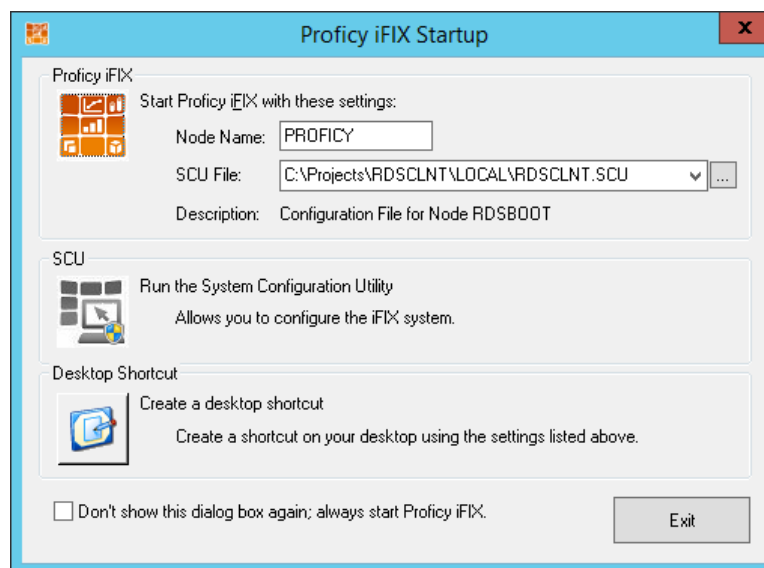 Proficy iFIX Startup
x
Proficy iFIX
Start Proficy iFIX with these settings:
Node Name: PROFICY
SCU File: C:\Projects\RDSCLNT\LOCAL\RDSCLNT.SCU ...
Description: Configuration File for Node RDSBOOT
SCU
Run the System Configuration Utility
Allows you to configure the iFIX system.
Desktop Shortcut
Create a desktop shortcut
Create a shortcut on your desktop using the settings listed above.
Don't show this dialog box again; always start Proficy iFIX.
Exit